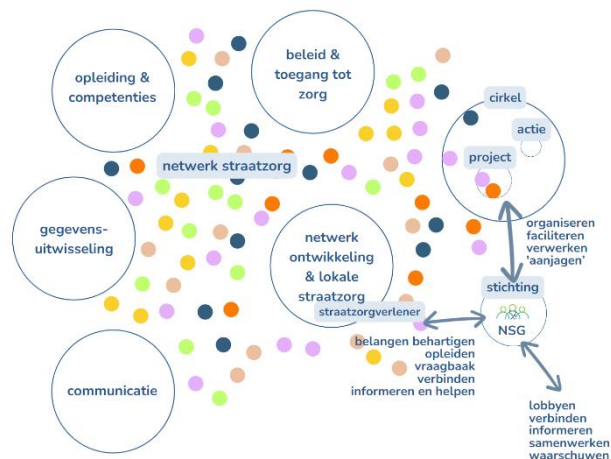 opleiding &
competenties
beleid &
toegang tot
zorg
cirkel
actie
project
netwerk straatzorg
gegevens-
uitwisseling
netwerk
ontwikkeling
& lokale
straatzorg
straatzorgverlener
organiseren
faciliteren
verwerken
'aanjagen'
stichting
NSG
belangen behartigen
opleiden
vraagbaak
verbinden
informeren en helpen
communicatie
lobbyen
verbinden
informeren
samenwerken
waarschuwen